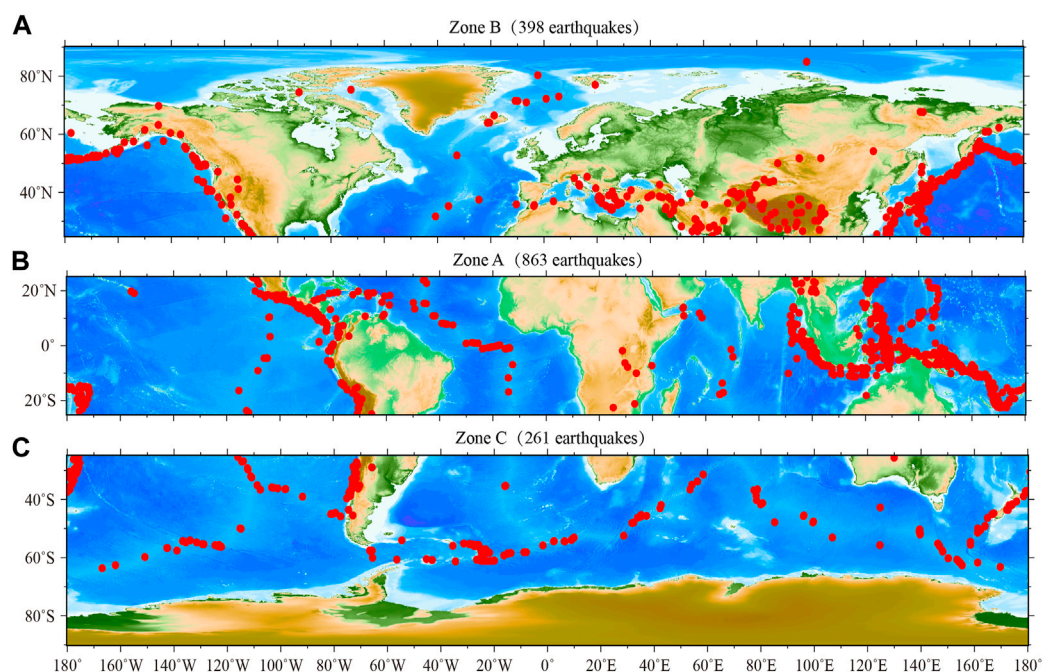 A
Zone B (398 earthquakes)
80°N
60°N
40°N
B
Zone A (863 earthquakes)
20°N
0°
20°S
C
Zone C (261 earthquakes)
40°S
60°S
80°S
180° 160°W 140°W 120°W 100°W 80°W 60°W 40°W 20°W 0° 20°E 40°E 60°E 80°E 100°E 120°E 140°E 160°E 180°